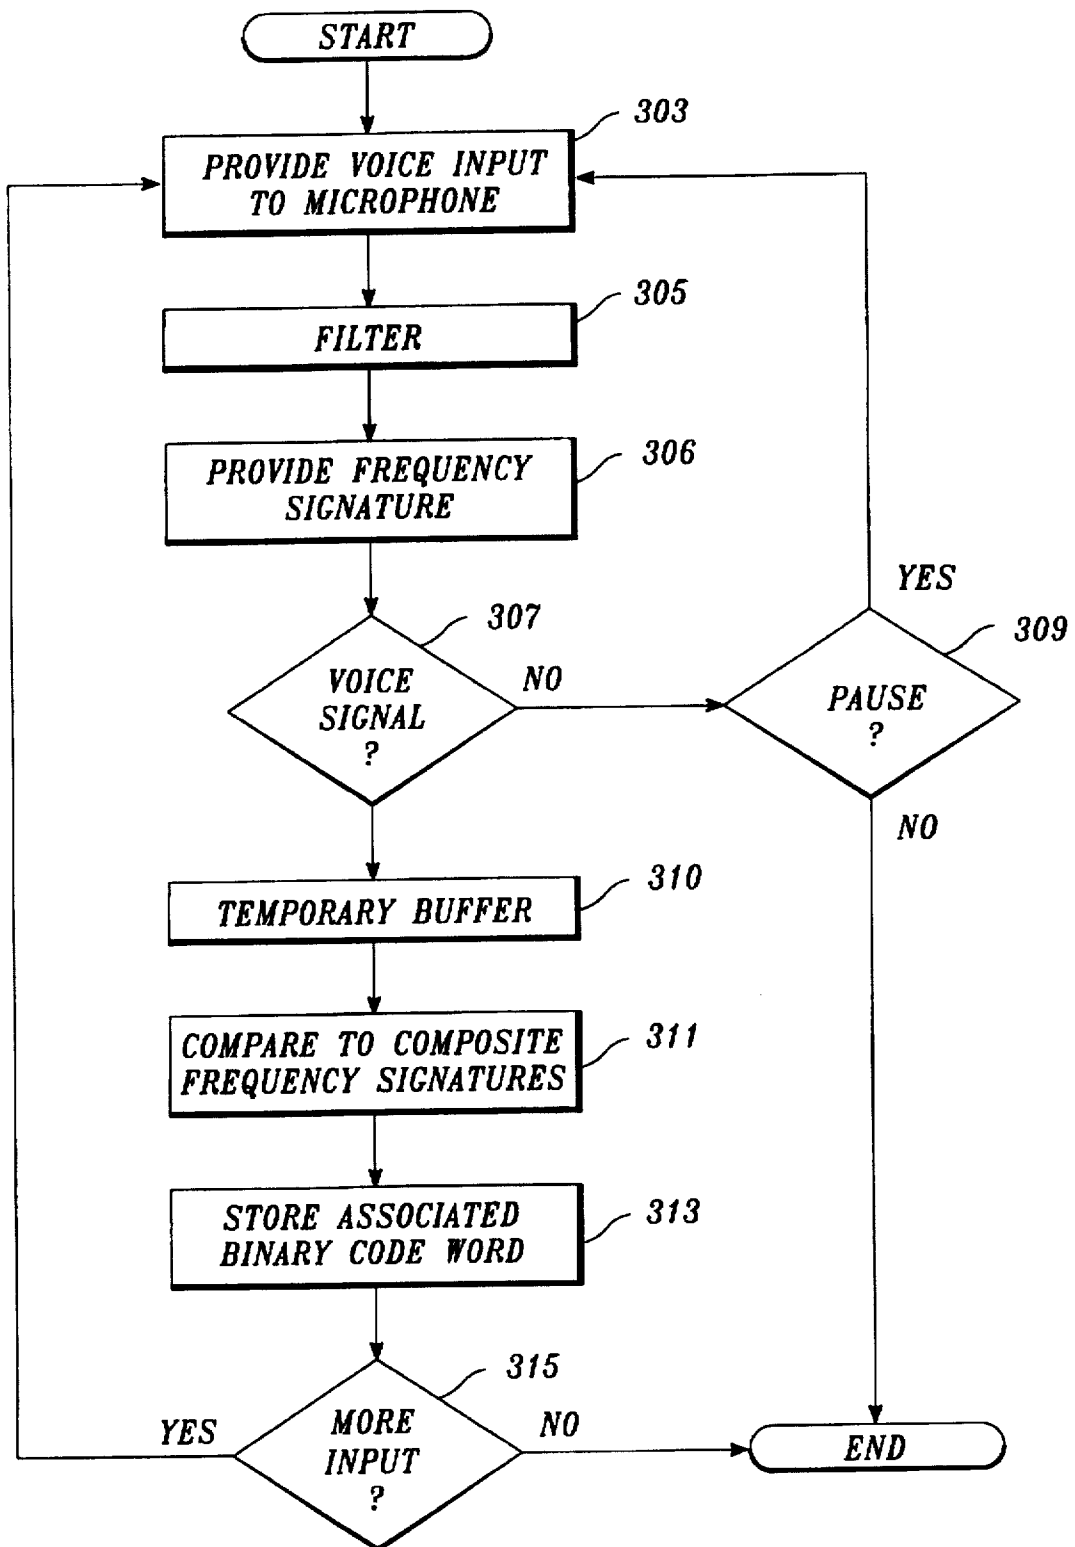 START
303
PROVIDE VOICE INPUT
TO MICROPHONE
305
FILTER
306
PROVIDE FREQUENCY
SIGNATURE
YES
307
309
VOICE
SIGNAL
?
NO
PAUSE
?
NO
310
TEMPORARY BUFFER
311
COMPARE TO COMPOSITE
FREQUENCY SIGNATURES
313
STORE ASSOCIATED
BINARY CODE WORD
315
YES
MORE
INPUT
?
NO
END